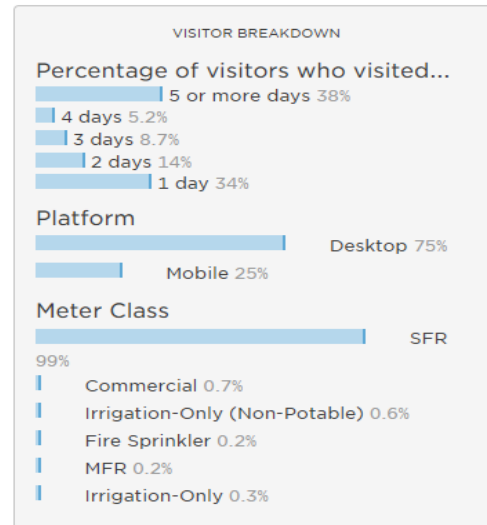 VISITOR BREAKDOWN
Percentage of visitors who visited...
5 or more days 38%
4 days 5.2%
3 days 8.7%
2 days 14%
1 day 34%
Platform
Desktop 75%
Mobile 25%
Meter Class
SFR
99%
Commercial 0.7%
Irrigation-Only (Non-Potable) 0.6%
Fire Sprinkler 0.2%
MFR 0.2%
Irrigation-Only 0.3%